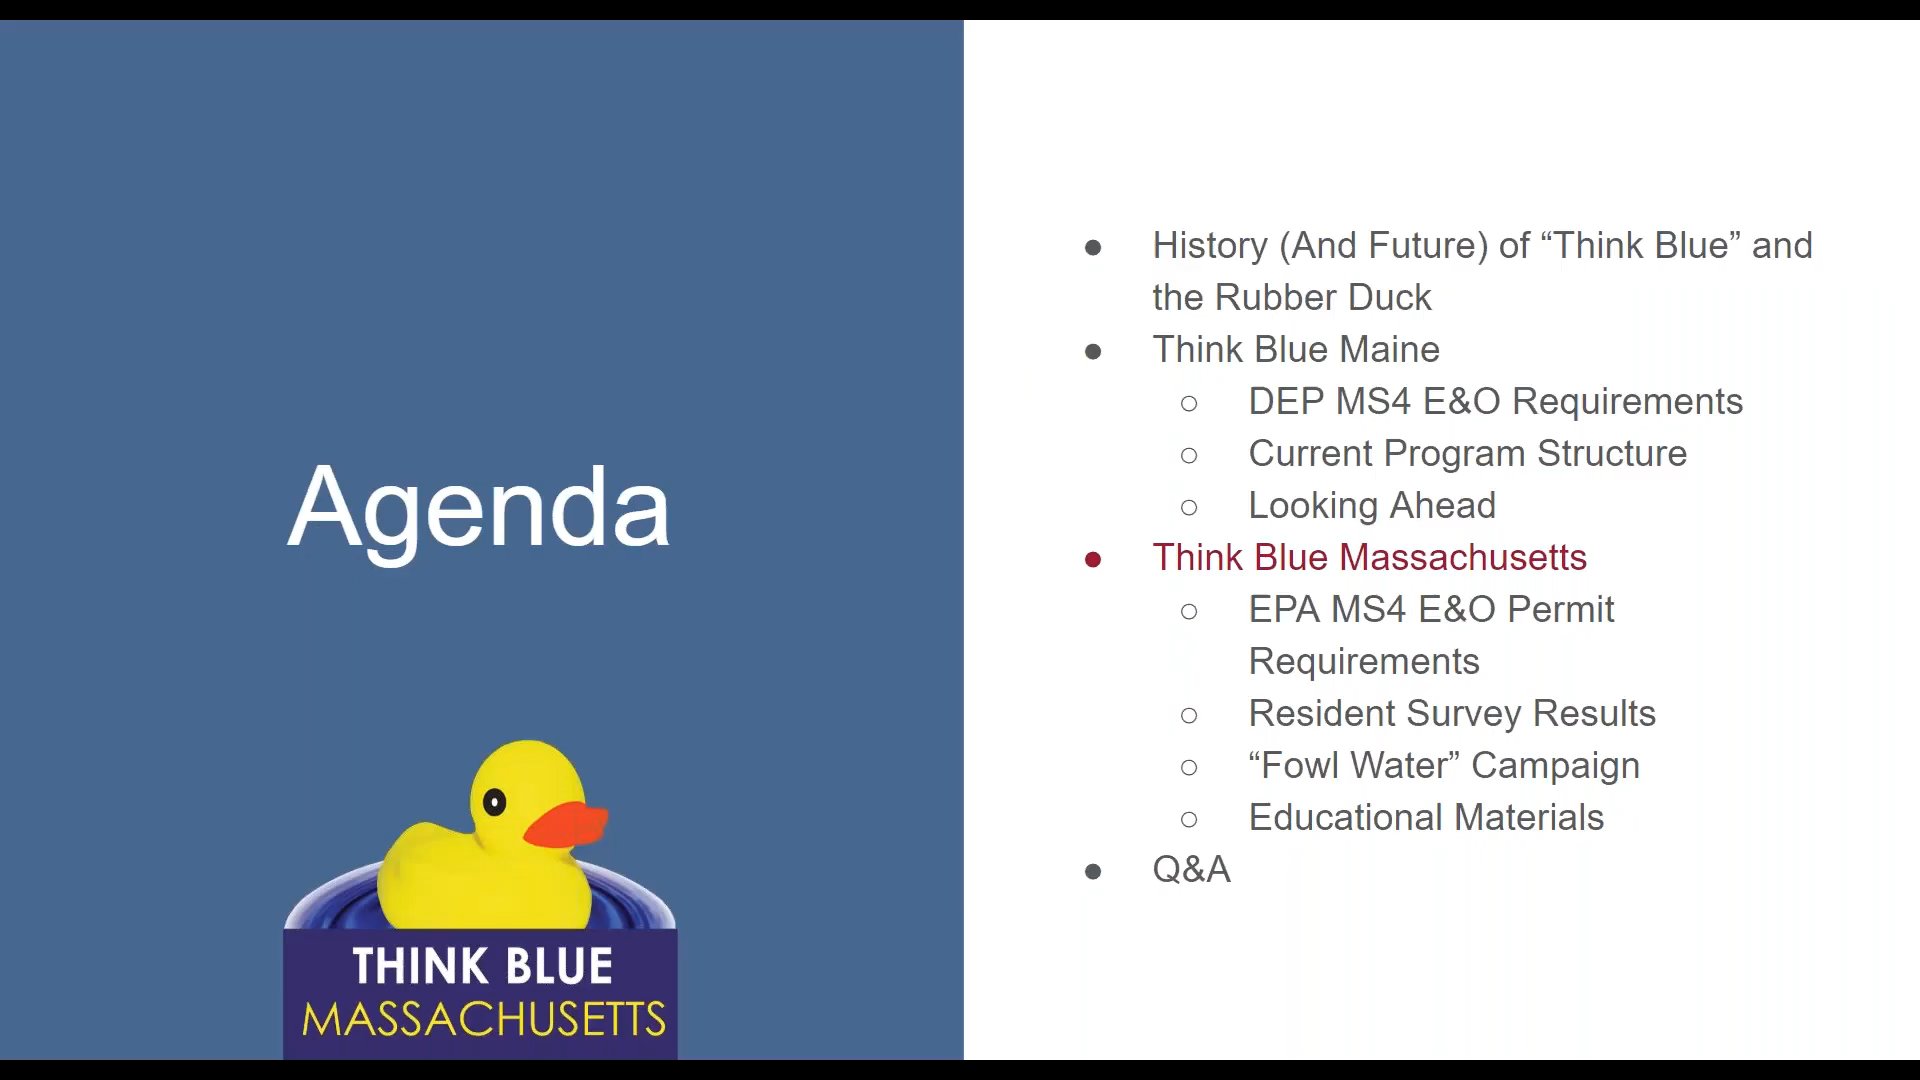 Agenda
THINK BLUE
MASSACHUSETTS
● History (And Future) of “Think Blue” and
the Rubber Duck
● Think Blue Maine
○ DEP MS4 E&O Requirements
○ Current Program Structure
○ Looking Ahead
● Think Blue Massachusetts
○ EPA MS4 E&O Permit
Requirements
○ Resident Survey Results
○ “Fowl Water” Campaign
○ Educational Materials
● Q&A